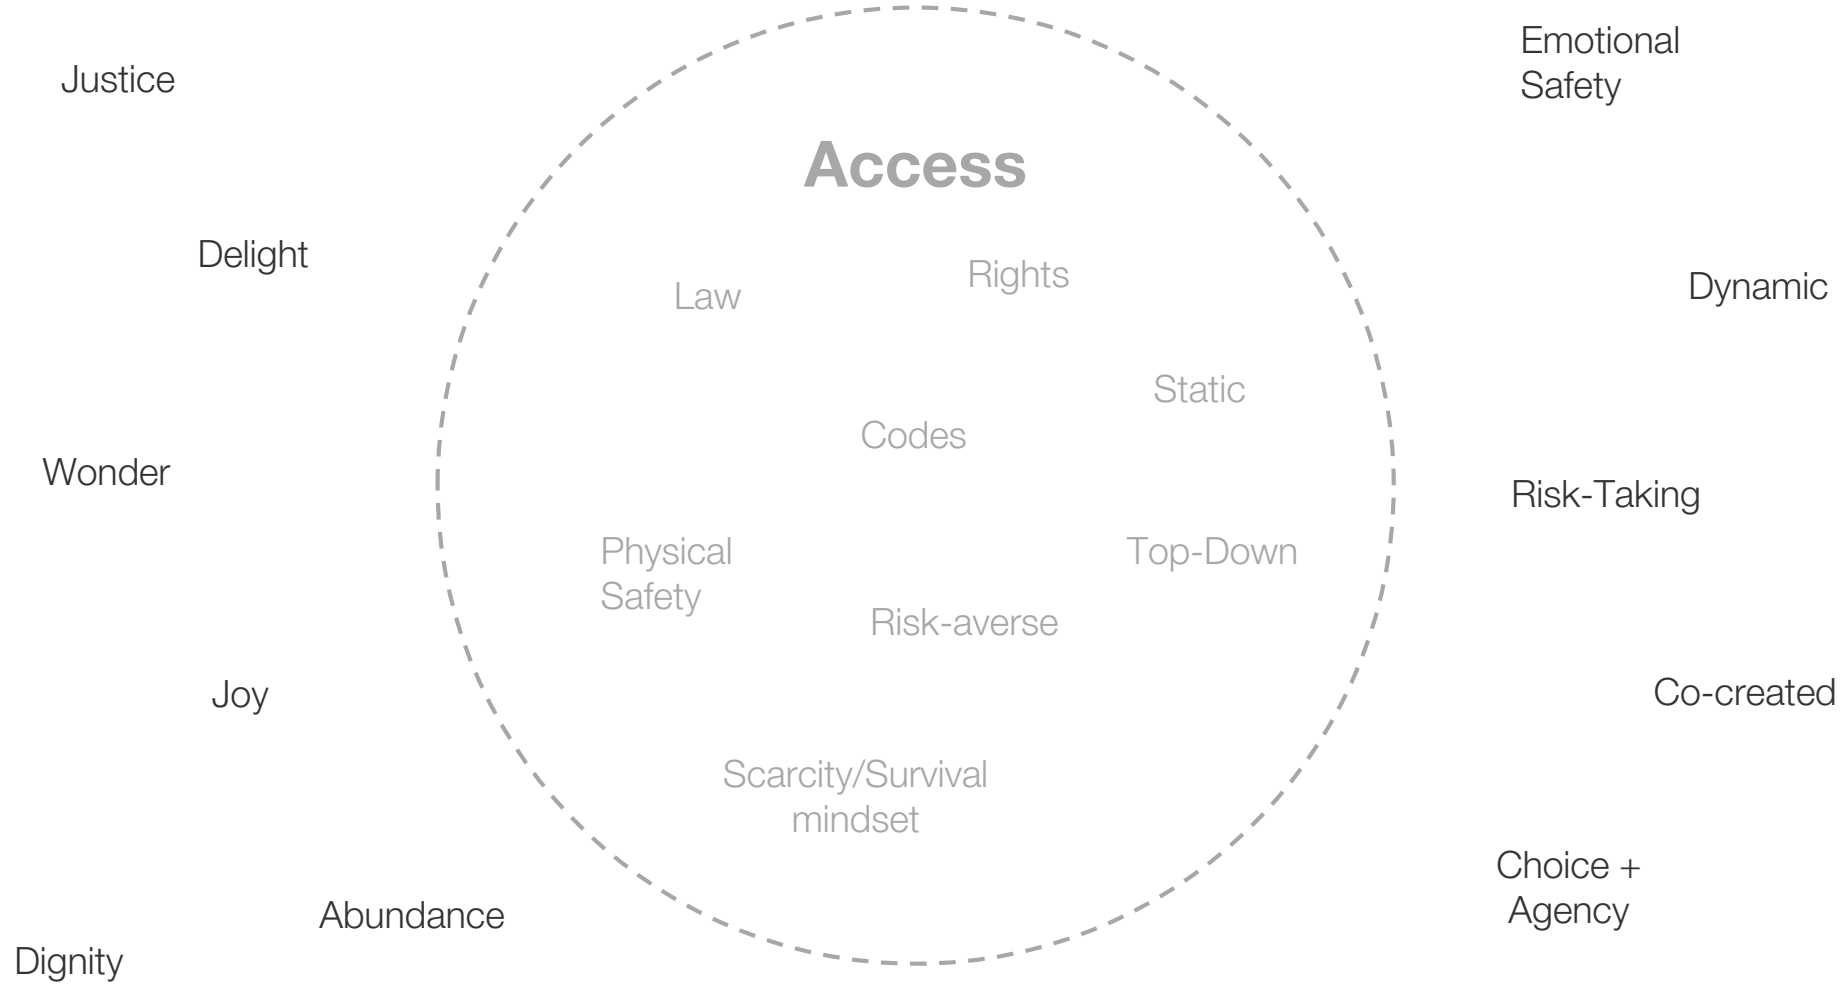 Emotional
Safety
Justice
Access
Delight
Rights
Law
Dynamic
Static
Codes
Wonder
Risk-Taking
Physical
Safety
Top-Down
Risk-averse
Joy
Co-created
Scarcity/Survival
mindset
Choice +
Agency
Abundance
Dignity